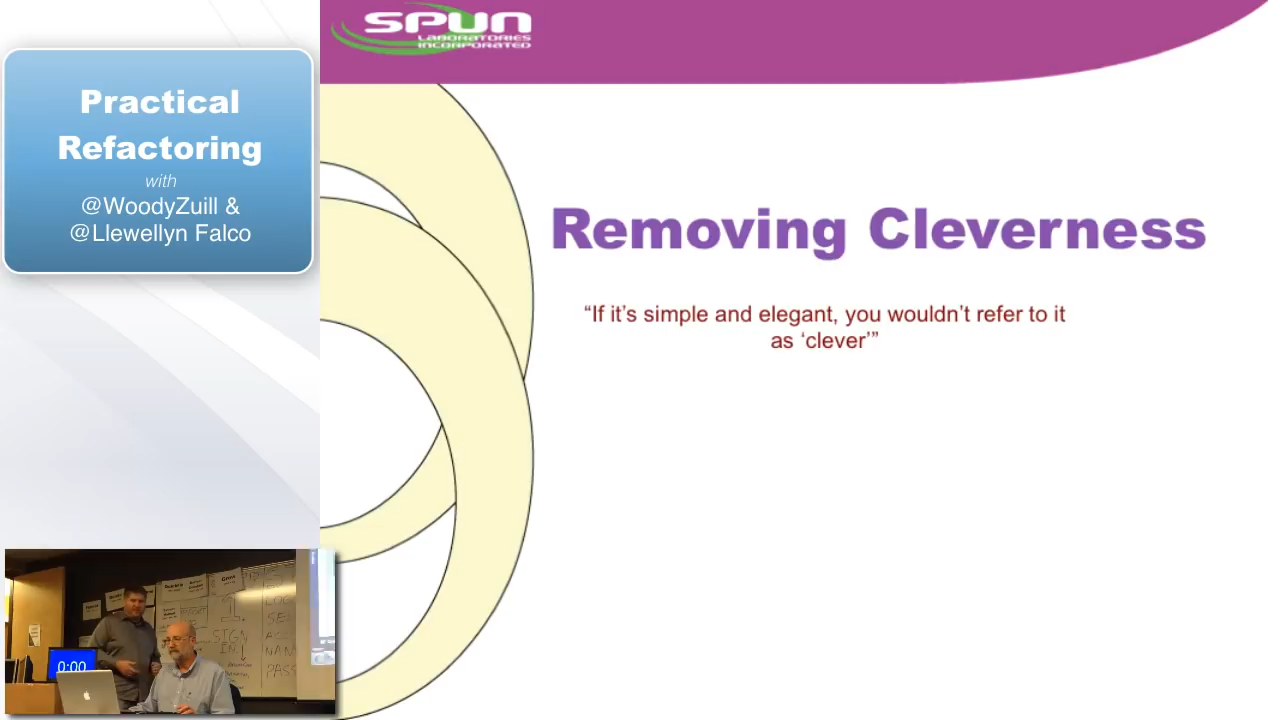 Practical
Refactoring
with
@WoodyZuill &
@Llewellyn Falco
SPUN
LABORATORIES
INCORPORATED
Removing Cleverness
“If it’s simple and elegant, you wouldn’t refer to it
as ‘clever’”
0:00
SIGN
IN